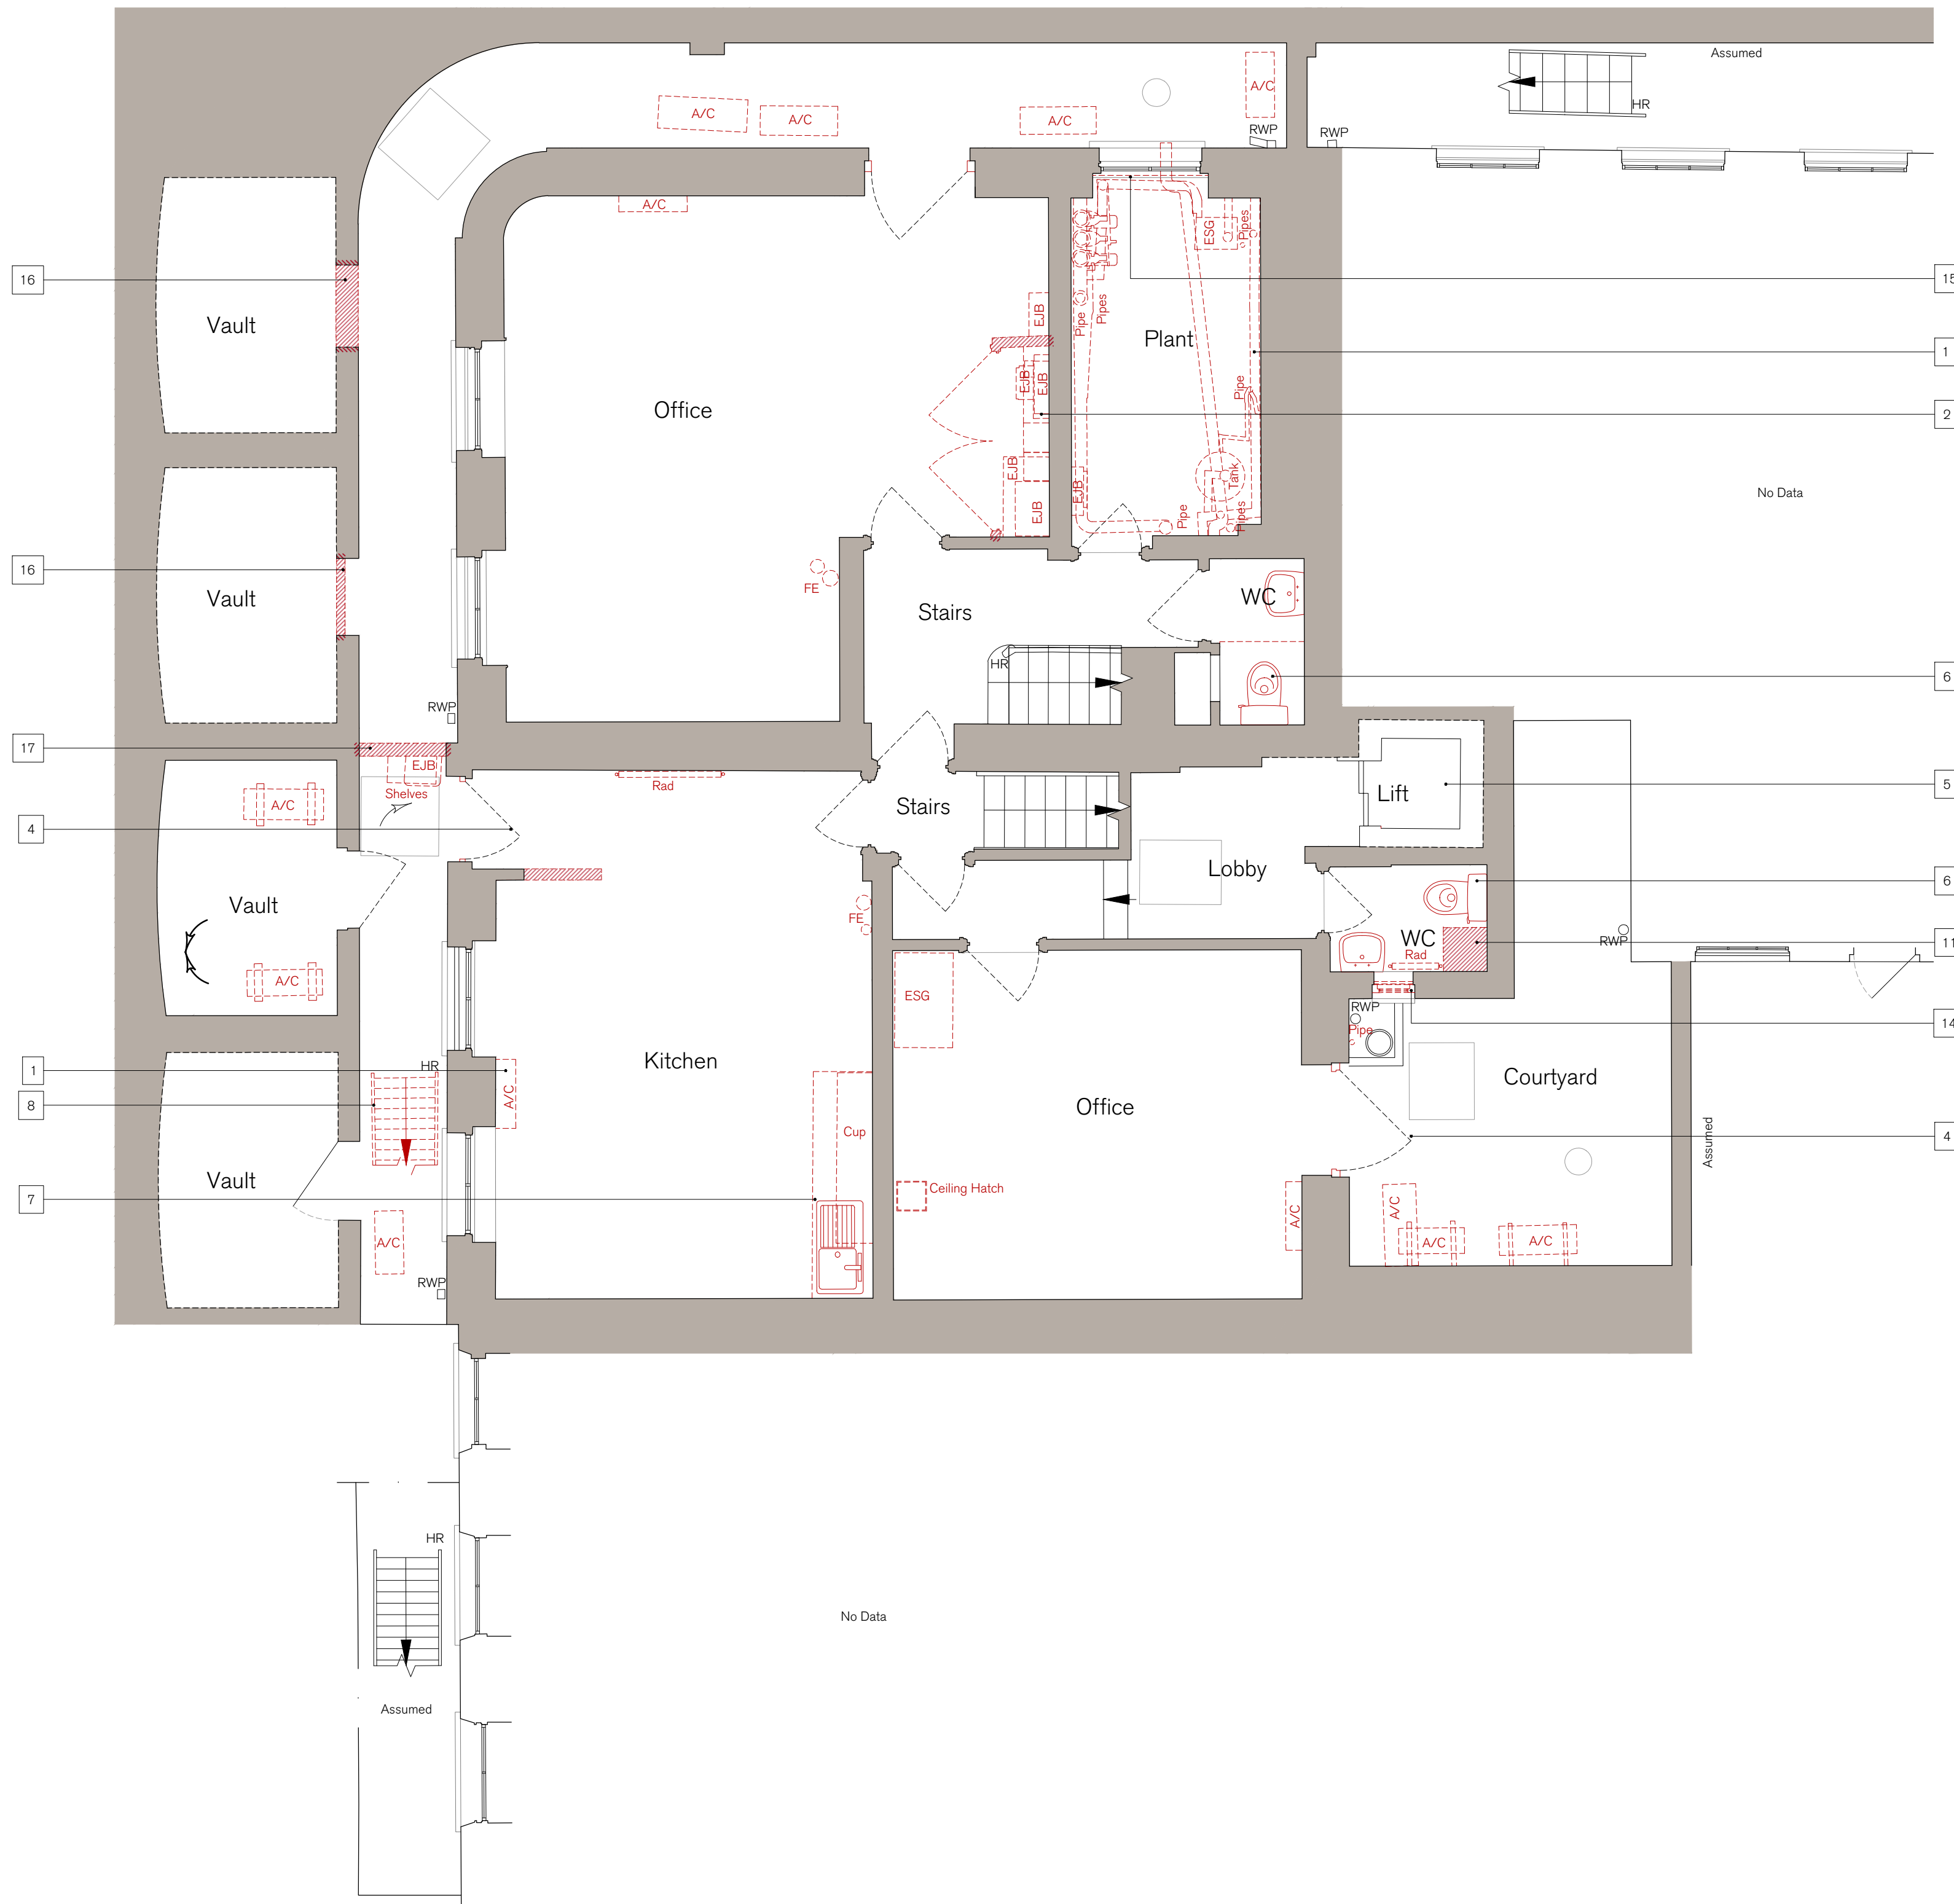 Assumed
HR
A/C
A/C
A/C
A/C
RWP
RWP
A/C
ESG
Pipes
16
15
Vault
EJB
Pipe
Pipes
Plant
1
Office
EJB
EJB
Pipe
2
EJB
Tank
No Data
EJB
EJB
Pipe
Pipes
16
Vault
FE
Stairs
WC
HR
6
RWP
17
EJB
Shelves
A/C
Rad
Stairs
Lift
5
4
Lobby
6
Vault
FE
WC
11
RWP
Rad
A/C
ESG
RWP
Pipe
14
HR
Kitchen
1
A/C
Courtyard
8
Office
Cup
Assumed
4
Vault
7
Ceiling Hatch
A/C
A/C
A/C
A/C
A/C
RWP
HR
No Data
Assumed